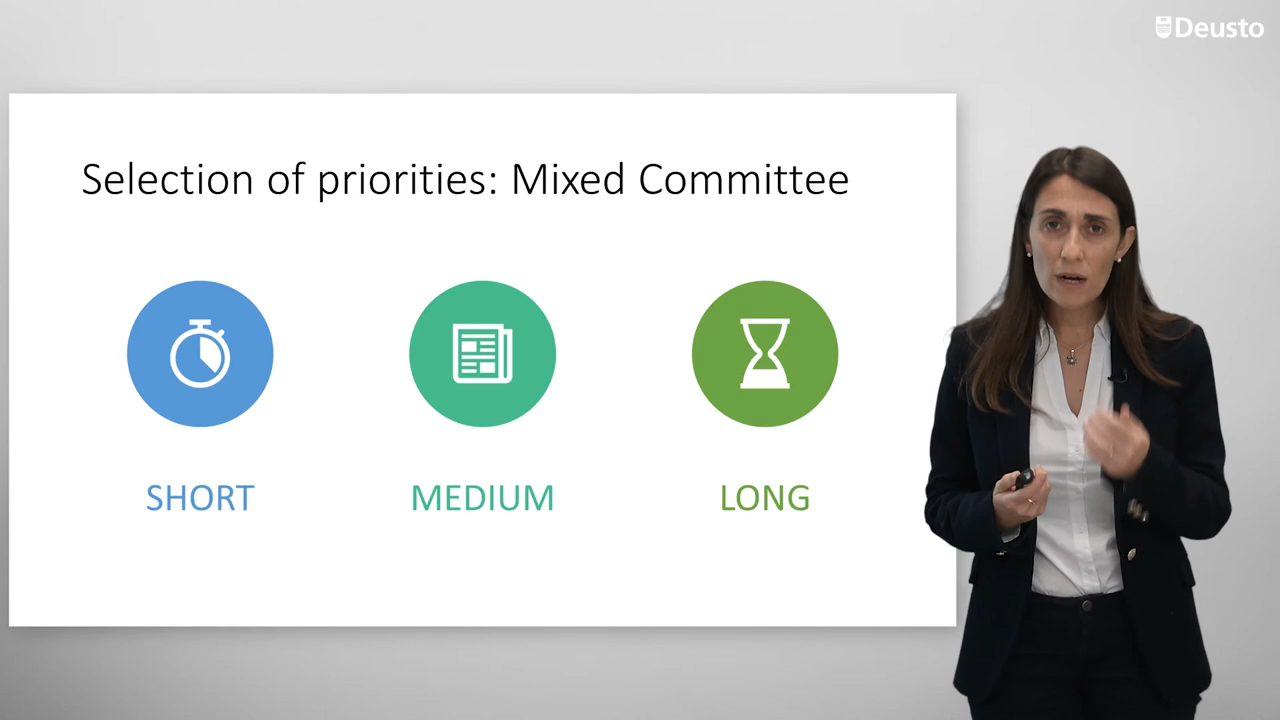 Deusto
Selection of priorities: Mixed Committee
SHORT
MEDIUM
LONG